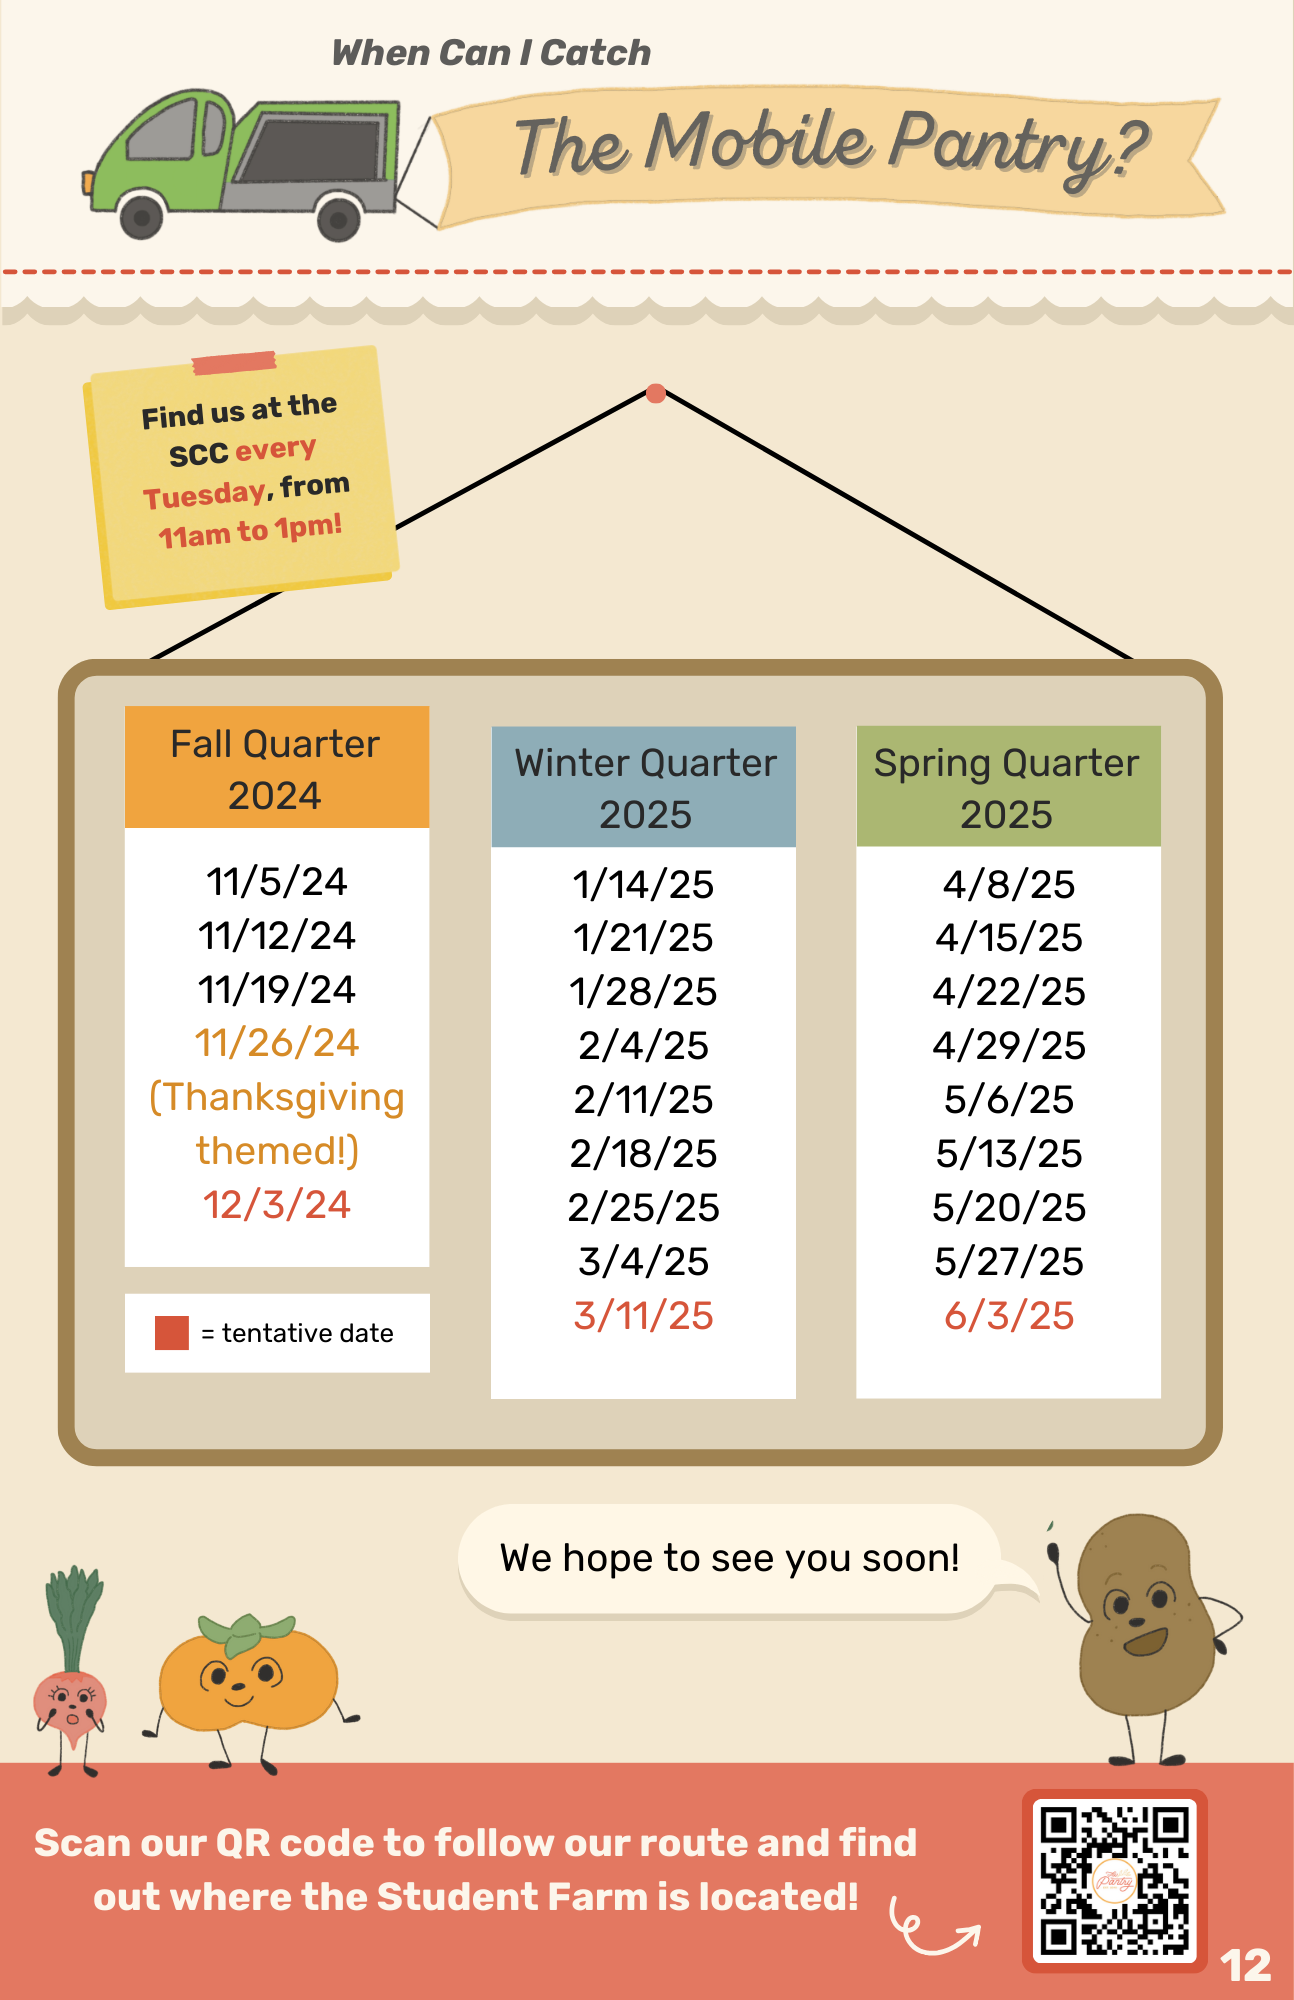 When Can I Catch
The Mobile Pantry?
Find us at the
SCC every
Tuesday, from
11am to 1pm!
Fall Quarter
2024
11/5/24
11/12/24
11/19/24
11/26/24
(Thanksgiving
themed!)
12/3/24
= tentative date
Winter Quarter
2025
1/14/25
1/21/25
1/28/25
2/4/25
2/11/25
2/18/25
2/25/25
3/4/25
3/11/25
Spring Quarter
2025
4/8/25
4/15/25
4/22/25
4/29/25
5/6/25
5/13/25
5/20/25
5/27/25
6/3/25
We hope to see you soon!
Scan our QR code to follow our route and find
out where the Student Farm is located!
Pantry
12